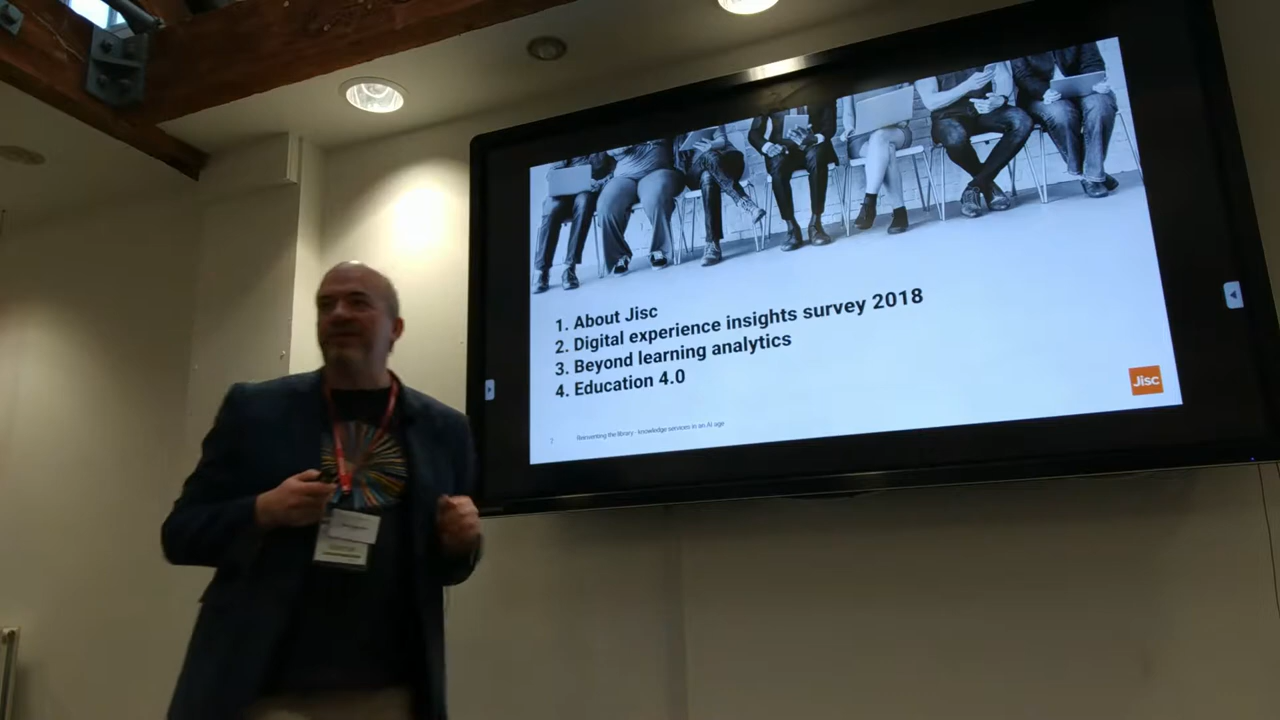 1. About Jisc
2. Digital experience insights survey 2018
3. Beyond learning analytics
4. Education 4.0
Jisc
Reinventing the library - knowledge services in an AI age